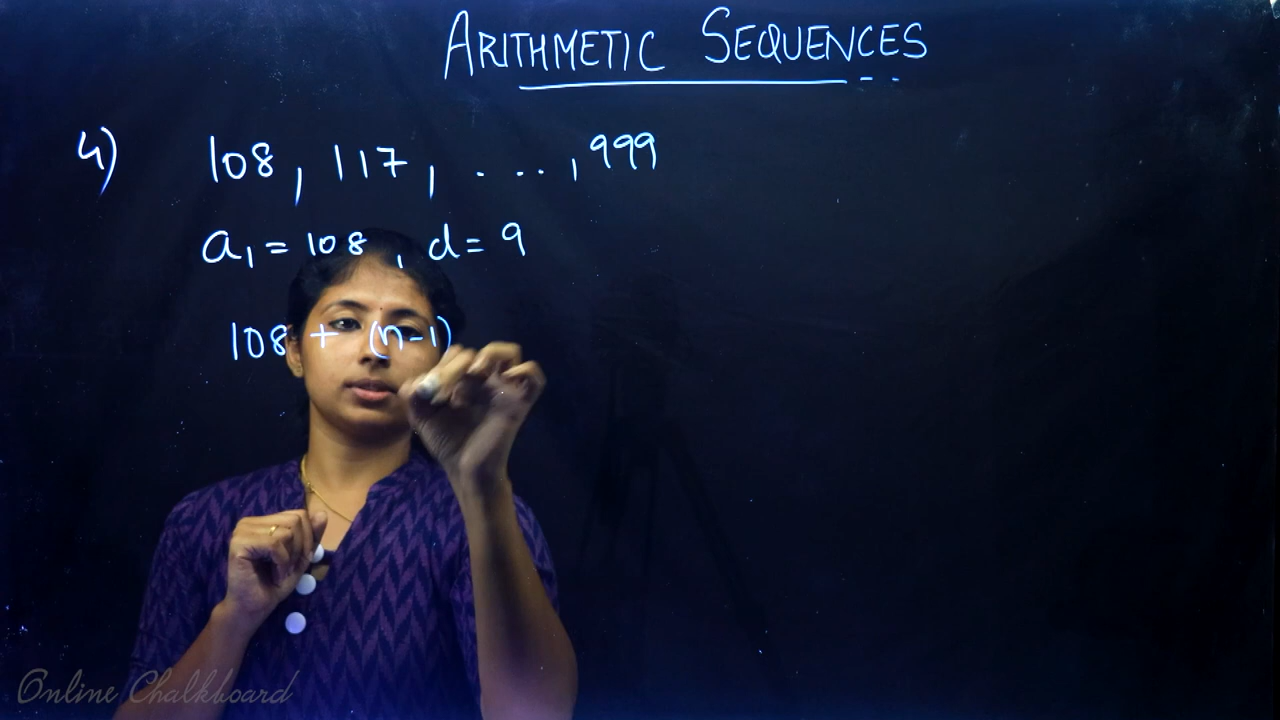 ARITHMETIC SEQUENCES
4) 108, 117, ...., 999
a₁ = 108, d = 9
108 + (n-1)
Online Chalkboard